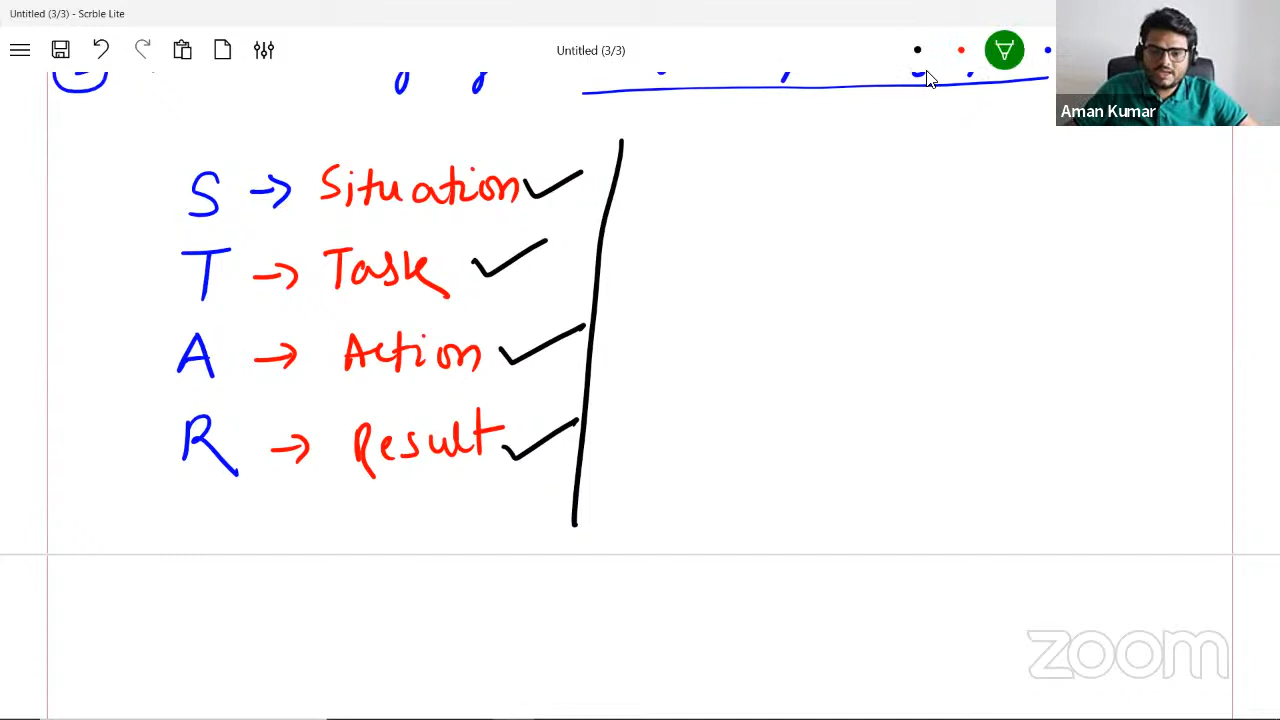 Untitled (3/3) - Scrble Lite
Untitled (3/3)
Aman Kumar
S → Situation ✓
T → Task ✓
A → Action ✓
R → Result ✓
zoom